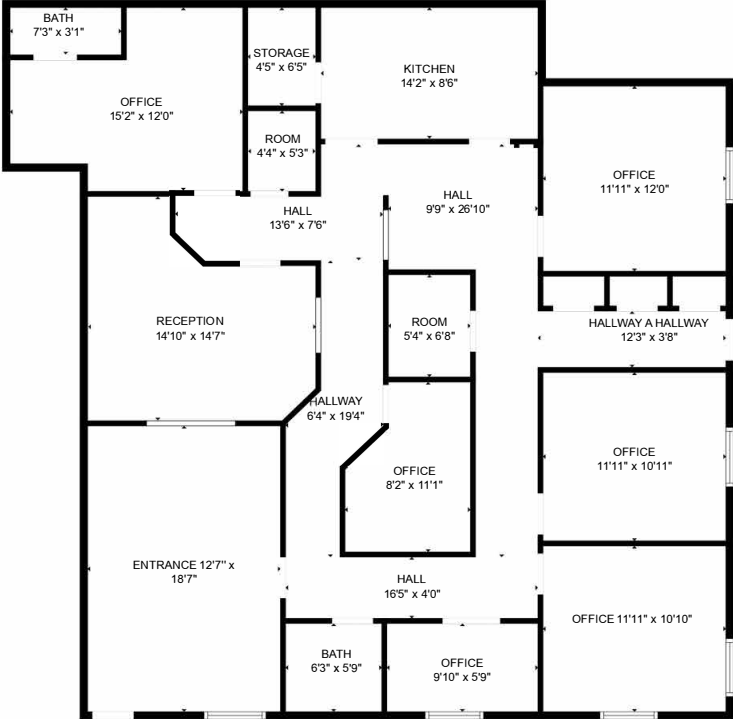 BATH
7'3" x 3'1"
STORAGE
4'5" x 6'5"
KITCHEN
14'2" x 8'6"
OFFICE
15'2" x 12'0"
ROOM
4'4" x 5'3"
OFFICE
11'11" x 12'0"
HALL
13'6" x 7'6"
HALL
9'9" x 26'10"
RECEPTION
14'10" x 14'7"
ROOM
5'4" x 6'8"
HALLWAY A HALLWAY
12'3" x 3'8"
HALLWAY
6'4" x 19'4"
OFFICE
8'2" x 11'1"
OFFICE
11'11" x 10'11"
ENTRANCE 12'7" x
18'7"
HALL
16'5" x 4'0"
OFFICE 11'11" x 10'10"
BATH
6'3" x 5'9"
OFFICE
9'10" x 5'9"